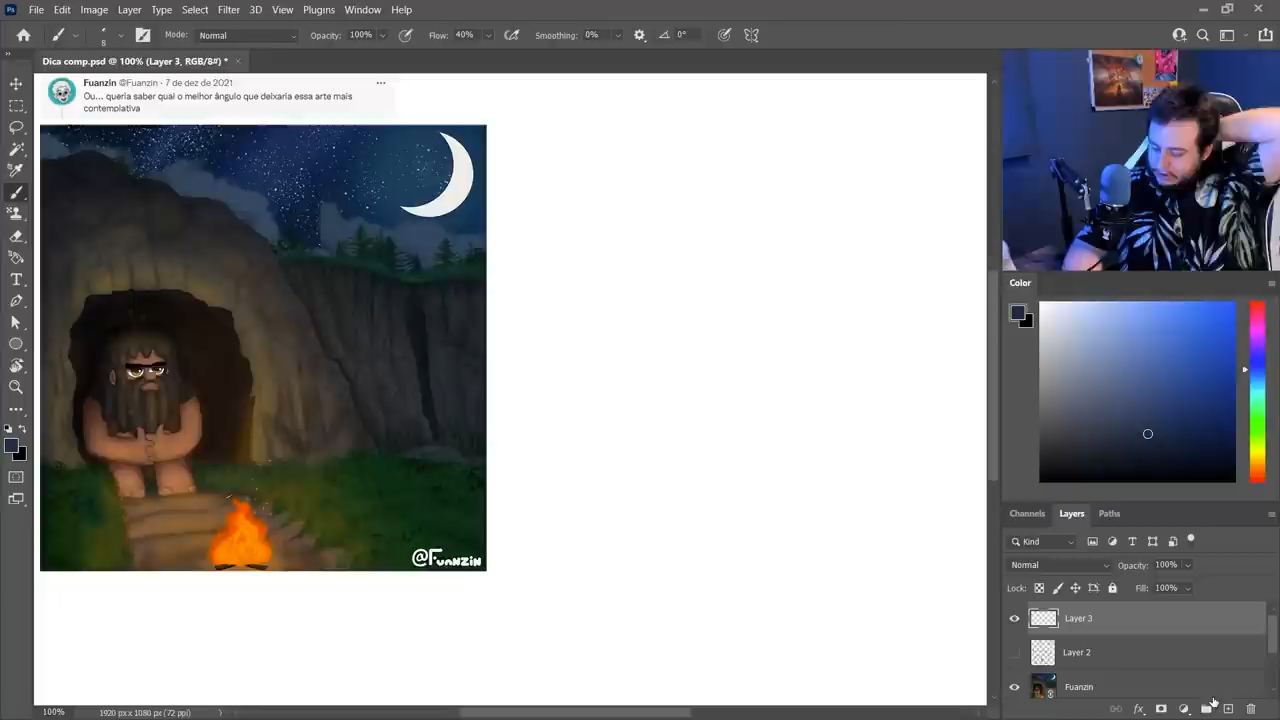 Ps File Edit Image Layer Type Select Filter 3D View Plugins Window Help
8 Mode: Normal Opacity: 100% Flow: 40% Smoothing: 0% 0°
Dica comp.psd @ 100% (Layer 3, RGB/8#) *
Fuanzin @Fuanzin · 7 de dez de 2021
Ou... queria saber qual o melhor ângulo que deixaria essa arte mais
contemplativa
@Fuanzin
Color
Channels Layers Paths
Kind
Normal Opacity: 100%
Lock: Fill: 100%
Layer 3
Layer 2
Fuanzin
100% 1920 px x 1080 px (72 ppi)